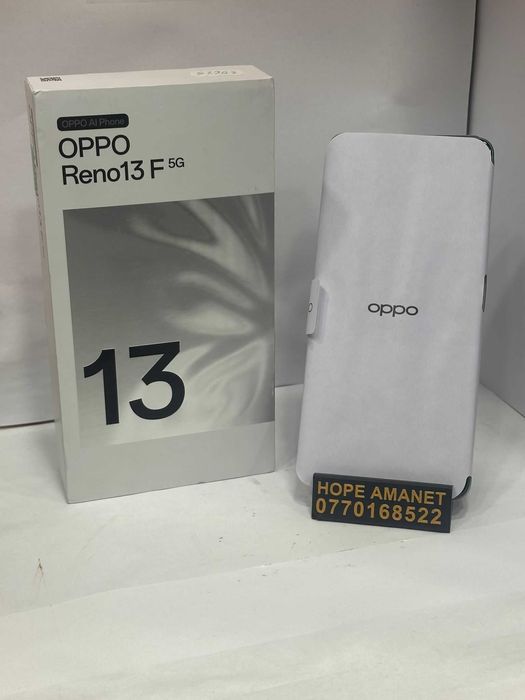 OPPO AI Phone
OPPO
Reno13 F 5G
13
oppo
HOPE AMANET
0770168522